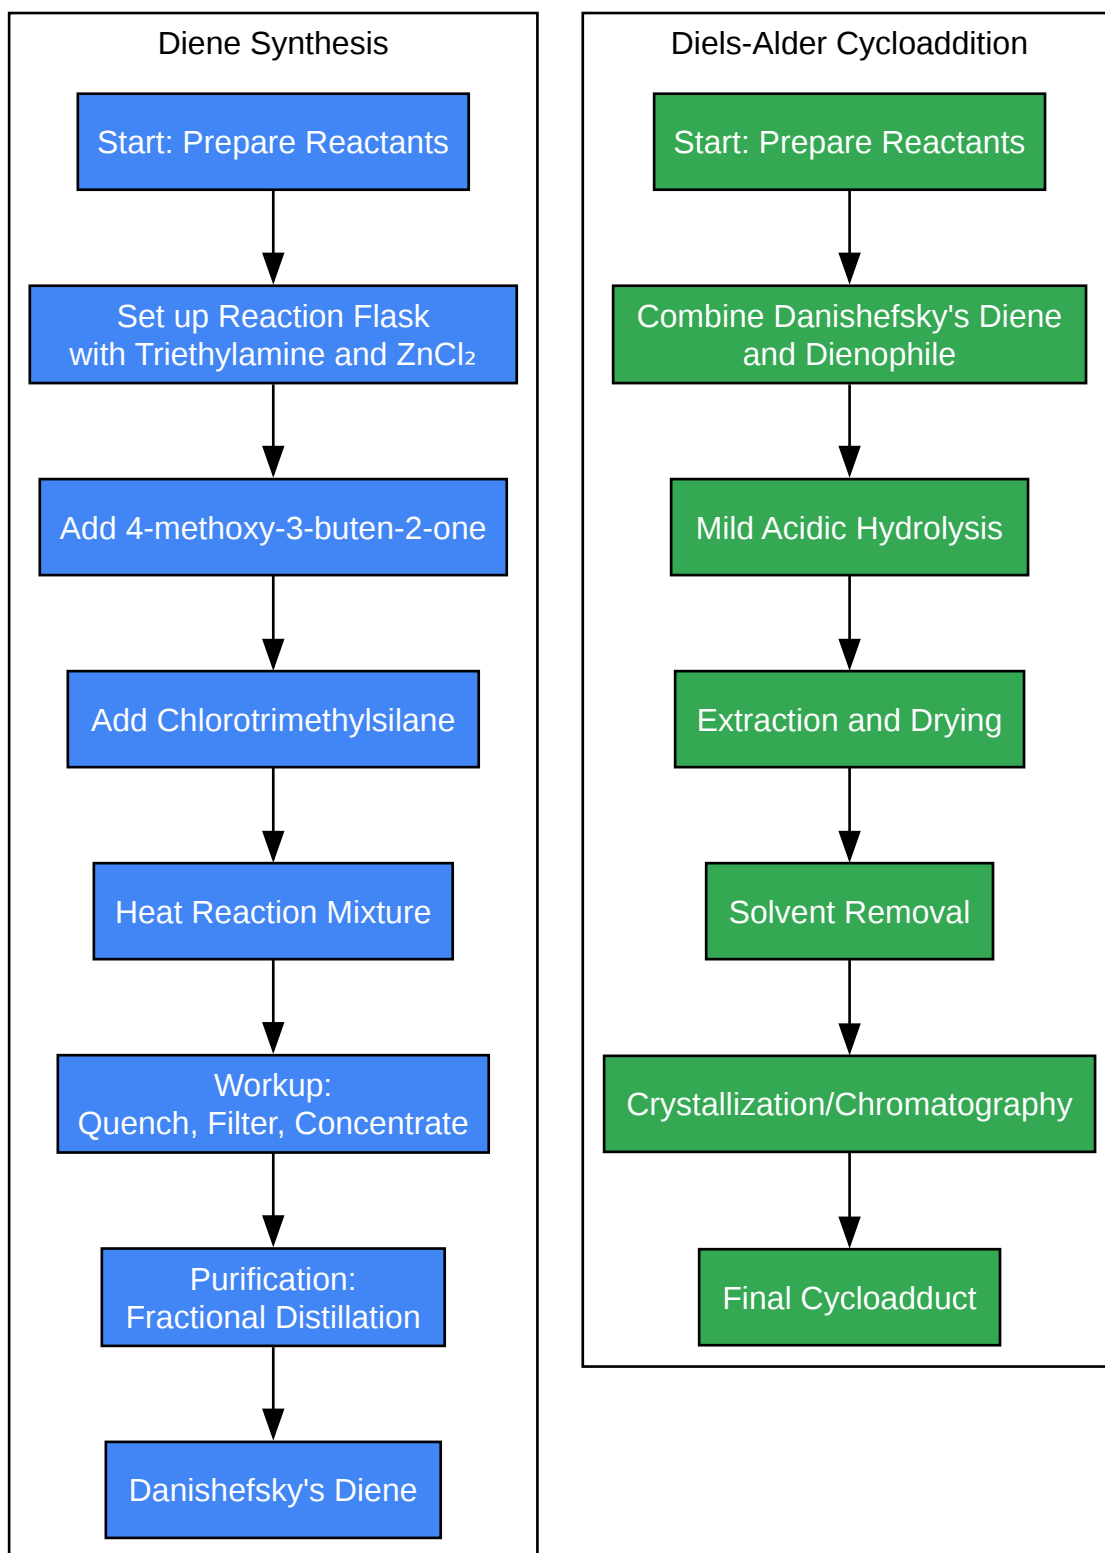 Diene Synthesis
Start: Prepare Reactants
Set up Reaction Flask
with Triethylamine and ZnCl₂
Add 4-methoxy-3-buten-2-one
Add Chlorotrimethylsilane
Heat Reaction Mixture
Workup:
Quench, Filter, Concentrate
Purification:
Fractional Distillation
Danishefsky's Diene
Diels-Alder Cycloaddition
Start: Prepare Reactants
Combine Danishefsky's Diene
and Dienophile
Mild Acidic Hydrolysis
Extraction and Drying
Solvent Removal
Crystallization/Chromatography
Final Cycloadduct